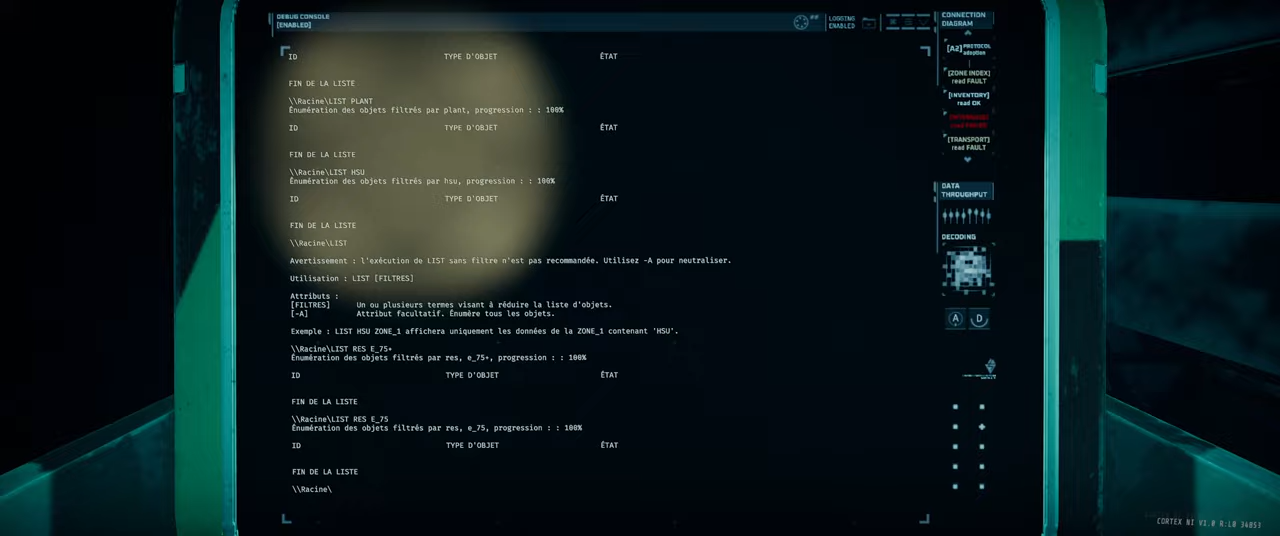 DEBUG CONSOLE
[ENABLED]
LOGGING
ENABLED
ID TYPE D'OBJET ÉTAT
FIN DE LA LISTE
\\Racine\LIST PLANT
Énumération des objets filtrés par plant, progression : : 100%
ID TYPE D'OBJET ÉTAT
FIN DE LA LISTE
\\Racine\LIST HSU
Énumération des objets filtrés par hsu, progression : : 100%
ID TYPE D'OBJET ÉTAT
FIN DE LA LISTE
\\Racine\LIST
Avertissement : l'exécution de LIST sans filtre n'est pas recommandée. Utilisez -A pour neutraliser.
Utilisation : LIST [FILTRES]
Attributs :
[FILTRES] Un ou plusieurs termes visant à réduire la liste d'objets.
[-A] Attribut facultatif. Énumère tous les objets.
Exemple : LIST HSU ZONE_1 affichera uniquement les données de la ZONE_1 contenant 'HSU'.
\\Racine\LIST RES E_75+
Énumération des objets filtrés par res, e_75+, progression : : 100%
ID TYPE D'OBJET ÉTAT
FIN DE LA LISTE
\\Racine\LIST RES E_75
Énumération des objets filtrés par res, e_75, progression : : 100%
ID TYPE D'OBJET ÉTAT
FIN DE LA LISTE
\\Racine\
CONNECTION
DIAGRAM
[A2] PROTOCOL
adoption
[ZONE INDEX]
read FAULT
[INVENTORY]
read OK
read FAILED
[TRANSPORT]
read FAULT
DATA
THROUGHPUT
DECODING
A D
CORTEX NI V1.0 R:L0